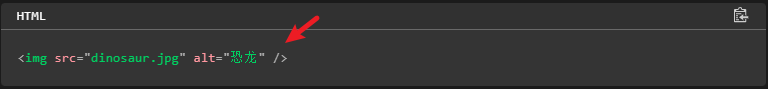 HTML
<img src="dinosaur.jpg" alt="恐龙" />